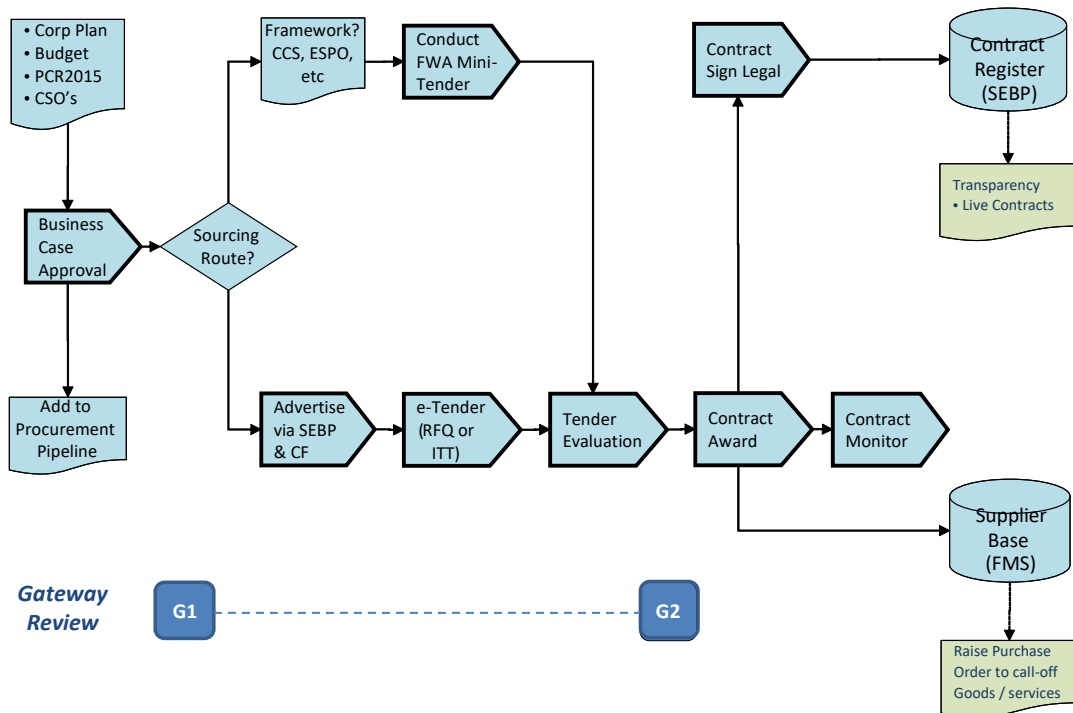 • Corp Plan
• Budget
• PCR2015
• CSO's
Framework?
CCS, ESPO,
etc
Conduct
FWA Mini-
Tender
Contract
Sign Legal
Contract
Register
(SEBP)
Transparency
• Live Contracts
Business
Case
Approval
Sourcing
Route?
Add to
Procurement
Pipeline
Advertise
via SEBP
& CF
e-Tender
(RFQ or
ITT)
Tender
Evaluation
Contract
Award
Contract
Monitor
Supplier
Base
(FMS)
Gateway
Review
G1
G2
Raise Purchase
Order to call-off
Goods / services